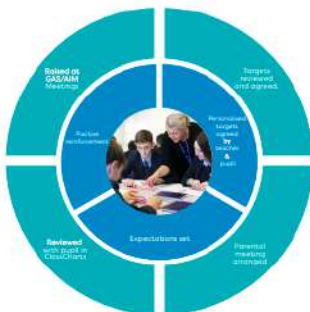 Raised at
GAS/AIM
Meetings
Targets
reviewed
and agreed.
Positive
reinforcement
Personalised
targets
agreed
by
teacher
&
pupil
Expectations set
Reviewed
with pupil in
ClassCharts
Parental
meeting
arranged